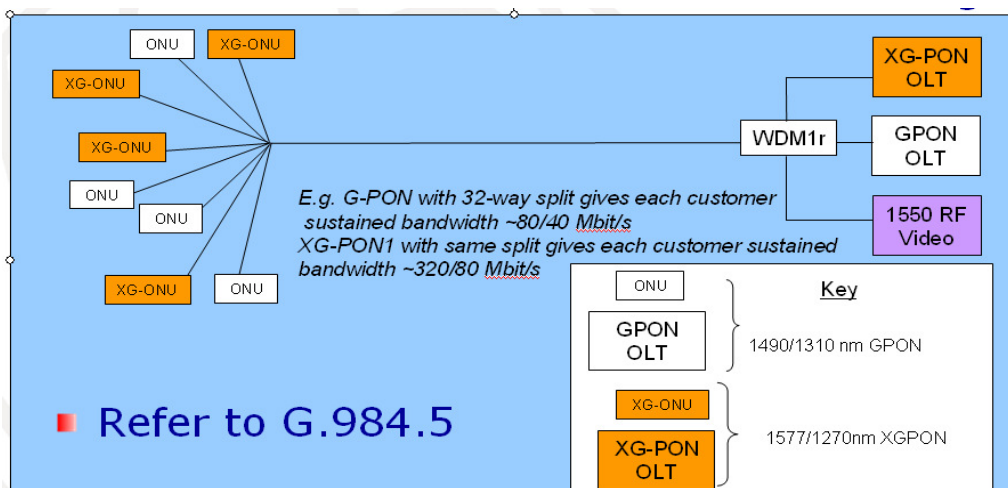 ONU
XG-ONU
XG-ONU
XG-ONU
ONU
ONU
XG-ONU
ONU
WDM1r
XG-PON
OLT
GPON
OLT
1550 RF
Video
E.g. G-PON with 32-way split gives each customer
sustained bandwidth ~80/40 Mbit/s
XG-PON1 with same split gives each customer sustained
bandwidth ~320/80 Mbit/s
Key
ONU
GPON
OLT
1490/1310 nm GPON
XG-ONU
XG-PON
OLT
1577/1270nm XGPON
Refer to G.984.5